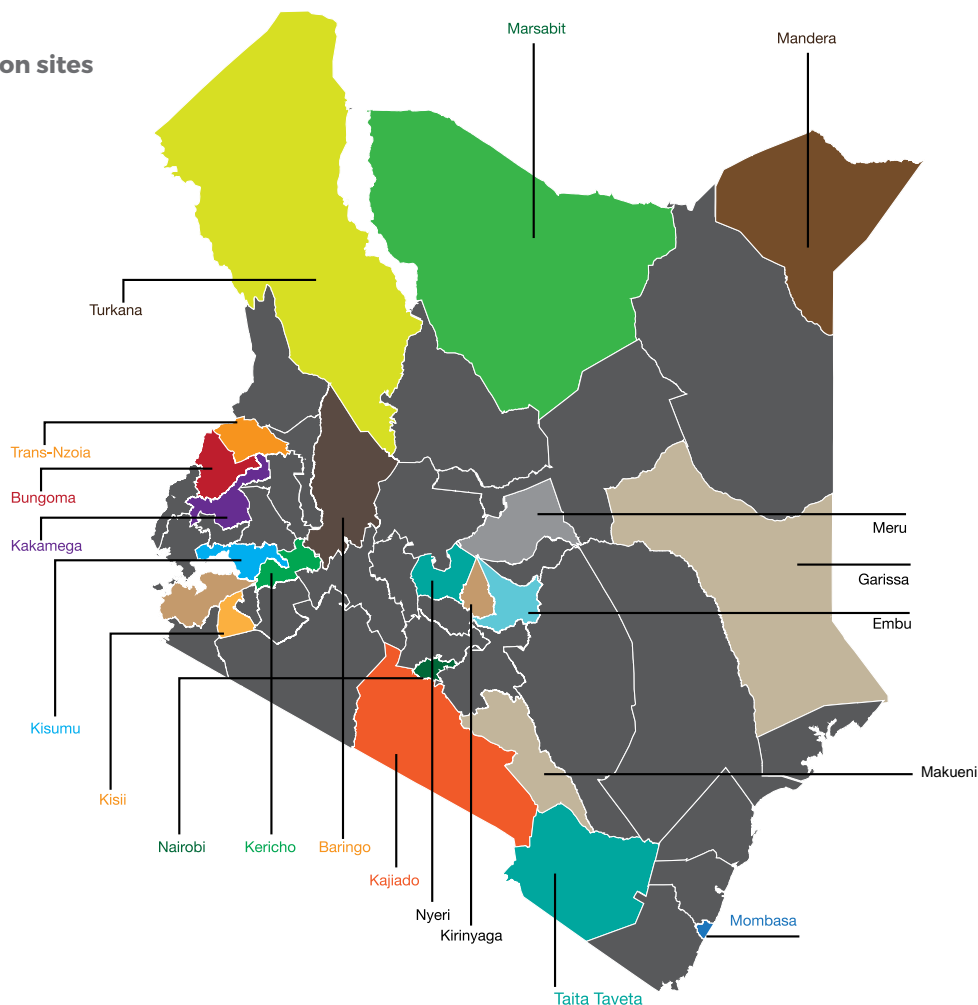 Marsabit
Mandera
on sites
Turkana
Trans-Nzoia
Bungoma
Kakamega
Meru
Garissa
Embu
Kisumu
Makueni
Kisii
Nairobi
Kericho
Baringo
Kajiado
Nyeri
Kirinyaga
Mombasa
Taita Taveta